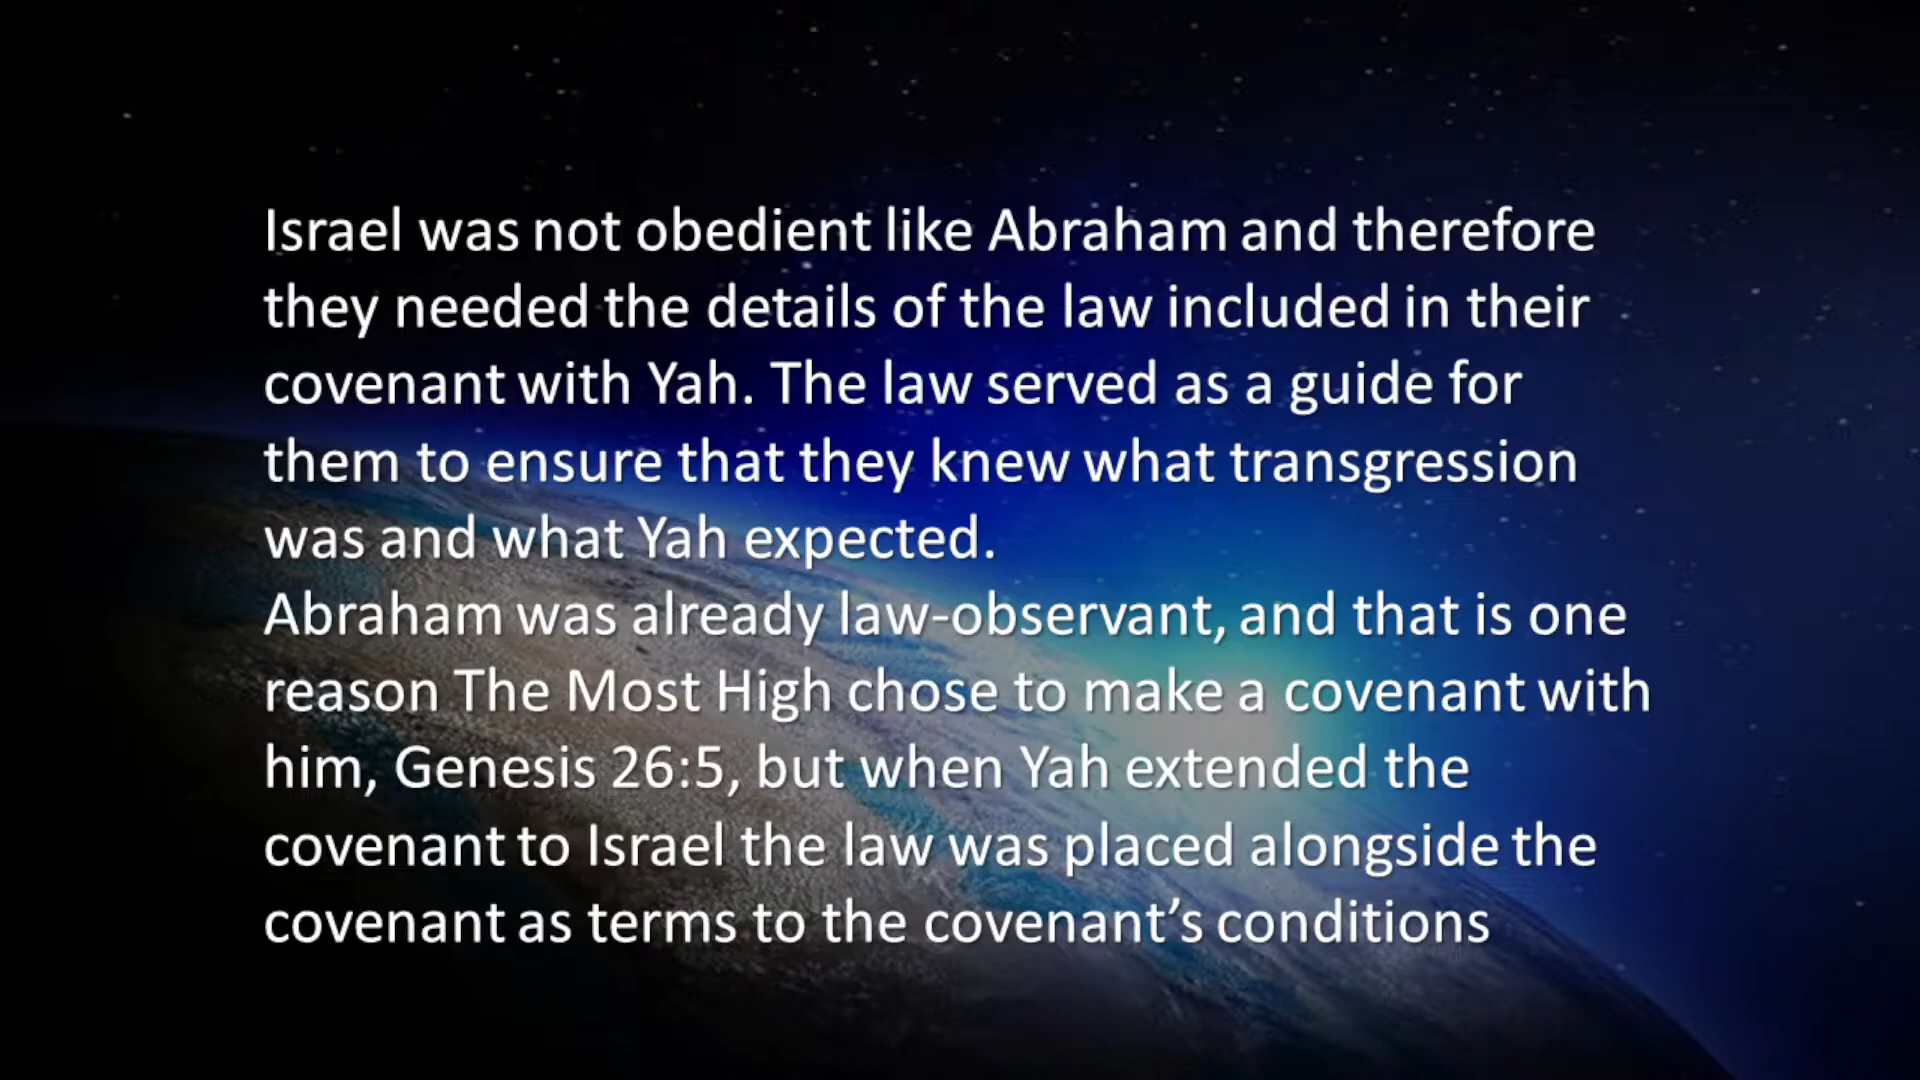 Israel was not obedient like Abraham and therefore
they needed the details of the law included in their
covenant with Yah. The law served as a guide for
them to ensure that they knew what transgression
was and what Yah expected.
Abraham was already law-observant, and that is one
reason The Most High chose to make a covenant with
him, Genesis 26:5, but when Yah extended the
covenant to Israel the law was placed alongside the
covenant as terms to the covenant’s conditions